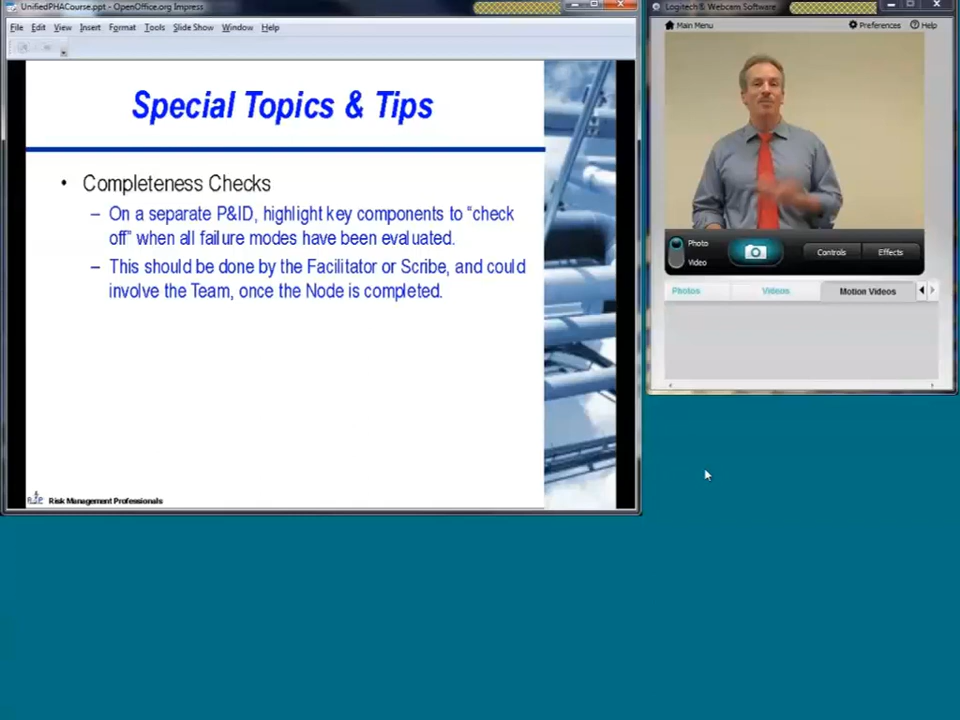 UnifiedPHACourse.ppt - OpenOffice.org Impress
File Edit View Insert Format Tools Slide Show Window Help
Special Topics & Tips
• Completeness Checks
– On a separate P&ID, highlight key components to “check
off” when all failure modes have been evaluated.
– This should be done by the Facilitator or Scribe, and could
involve the Team, once the Node is completed.
Risk Management Professionals
Logitech® Webcam Software
Main Menu Preferences Help
Photo
Video
Controls Effects
Photos Videos Motion Videos